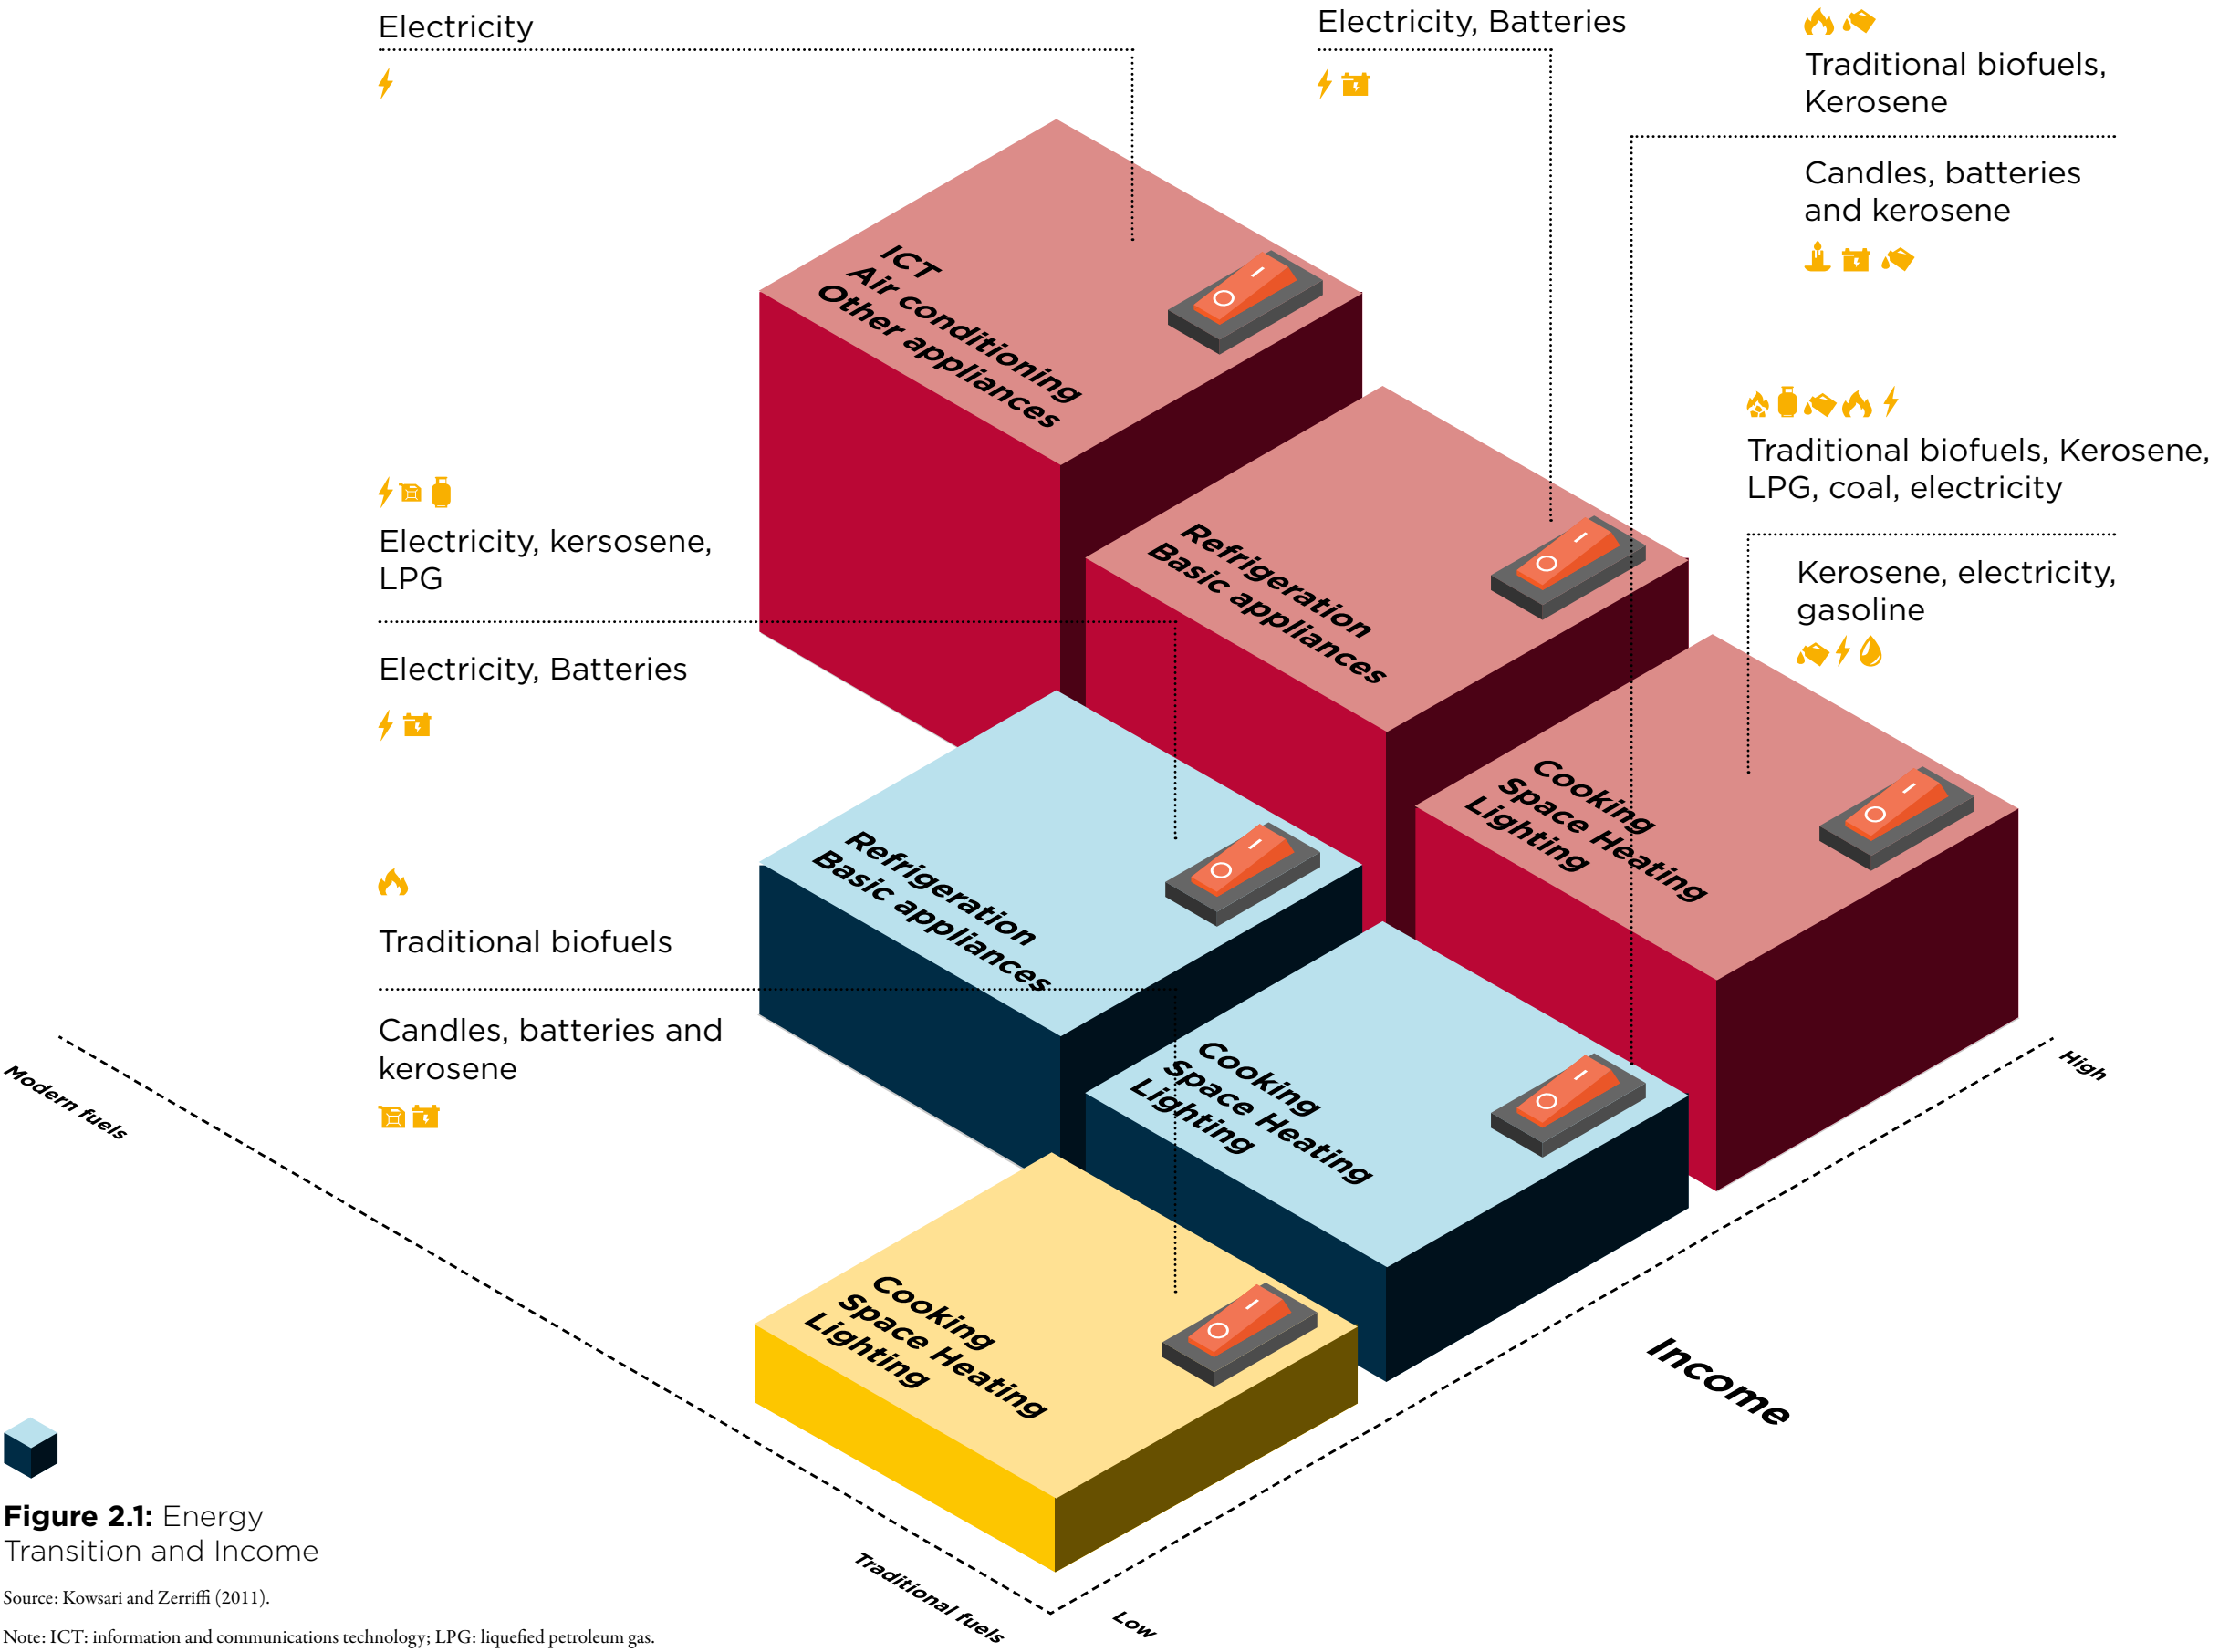 Electricity
Electricity, Batteries
Traditional biofuels,
Kerosene
Candles, batteries
and kerosene
ICT
Air conditioning
Other appliances
Traditional biofuels, Kerosene,
LPG, coal, electricity
Kerosene, electricity,
gasoline
Electricity, kersosene,
LPG
Electricity, Batteries
Refrigeration
Basic appliances
Cooking
Space Heating
Lighting
Refrigeration
Basic appliances
Traditional biofuels
Candles, batteries and
kerosene
Cooking
Space Heating
Lighting
Modern fuels
High
Cooking
Space Heating
Lighting
Income
Traditional fuels
Low
Figure 2.1: Energy
Transition and Income
Source: Kowsari and Zerriffi (2011).
Note: ICT: information and communications technology; LPG: liquefied petroleum gas.